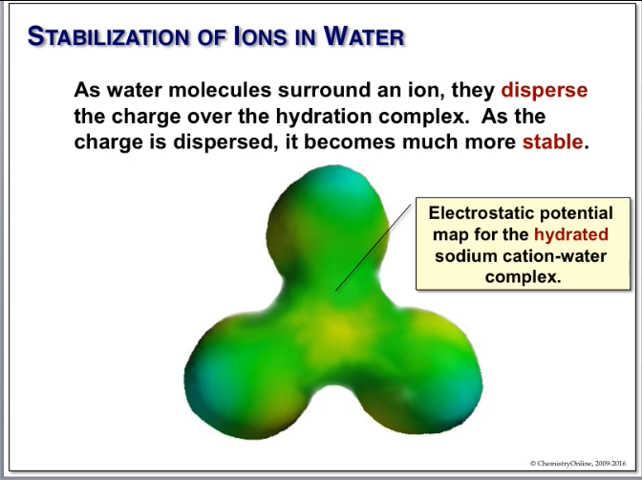 STABILIZATION OF IONS IN WATER
As water molecules surround an ion, they disperse
the charge over the hydration complex.  As the
charge is dispersed, it becomes much more stable.
Electrostatic potential
map for the hydrated
sodium cation-water
complex.
© ChemistryOnline, 2009-2016